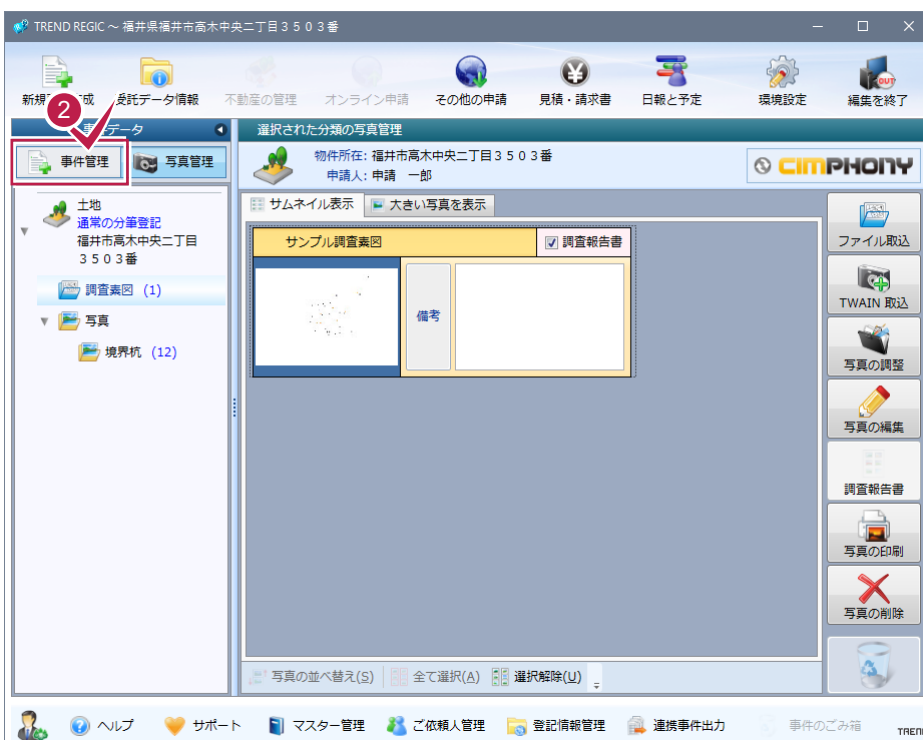 TREND REGIC ～ 福井県福井市高木中央二丁目３５０３番
新規 成 受託データ情報 不動産の管理 オンライン申請 その他の申請 見積・請求書 日報と予定 環境設定 編集を終了
2
データ
選択された分類の写真管理
事件管理 写真管理
物件所在: 福井市高木中央二丁目３５０３番
申請人: 申請 一郎
CIMPHONY
土地
通常の分筆登記
福井市高木中央二丁目
３５０３番
調査素図 (1)
写真
境界杭 (12)
サムネイル表示 大きい写真を表示
サンプル調査素図 調査報告書
備考
ファイル取込
TWAIN 取込
写真の調整
写真の編集
調査報告書
写真の印刷
写真の削除
写真の並べ替え(S) 全て選択(A) 選択解除(U)
ヘルプ サポート マスター管理 ご依頼人管理 登記情報管理 連携事件出力 事件のごみ箱 TREN